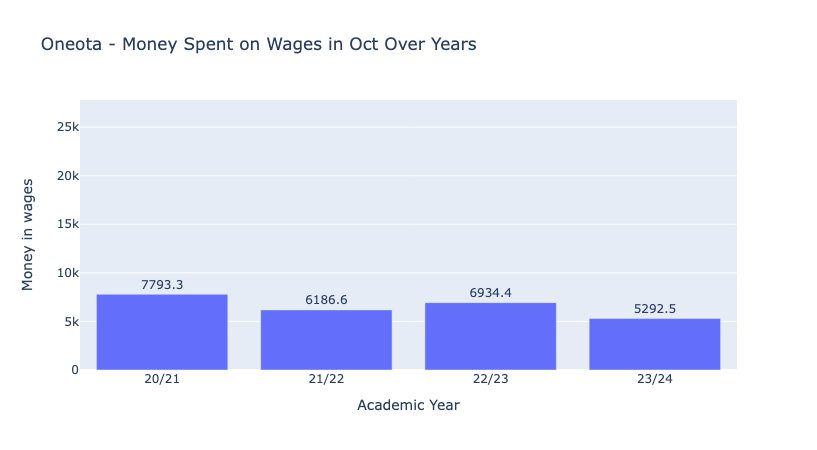 Oneota - Money Spent on Wages in Oct Over Years
Money in wages
25k
20k
15k
10k
5k
0
7793.3
6186.6
6934.4
5292.5
20/21
21/22
22/23
23/24
Academic Year